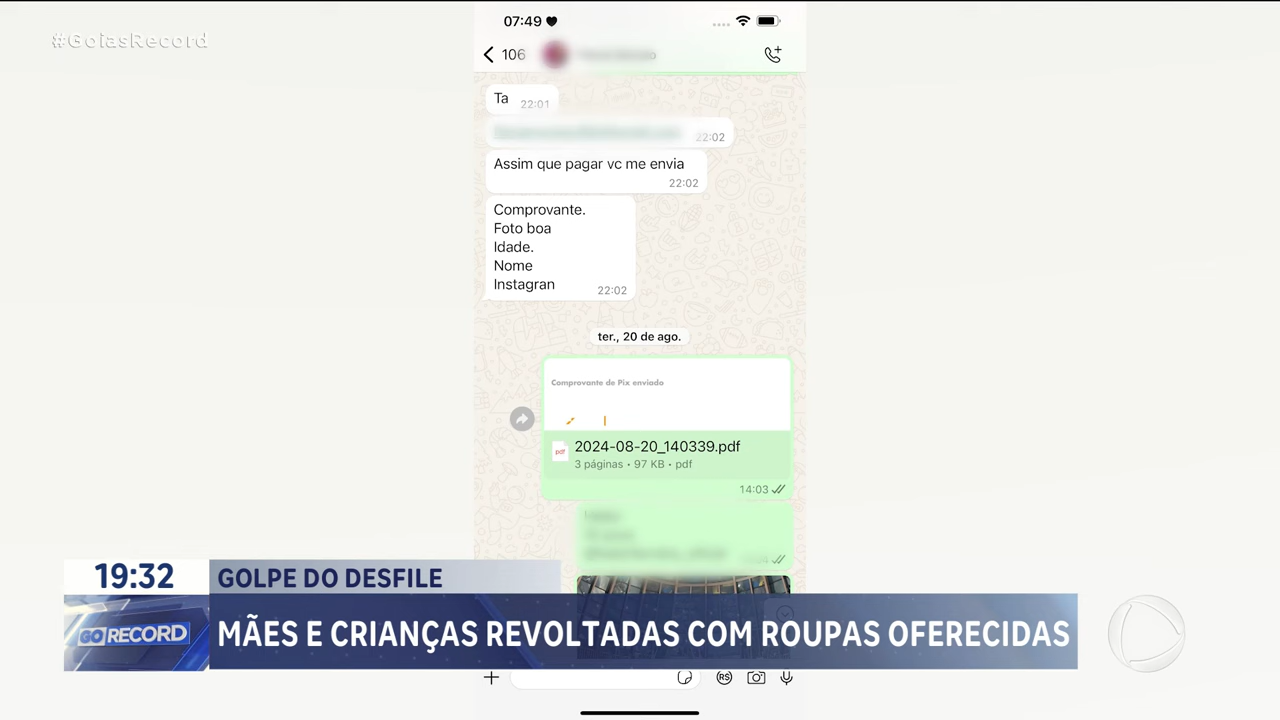 #GoiasRecord
07:49
106
Ta 22:01
22:02
Assim que pagar vc me envia
22:02
Comprovante.
Foto boa
Idade.
Nome
Instagran 22:02
ter., 20 de ago.
Comprovante de Pix enviado
pdf 2024-08-20_140339.pdf
3 páginas • 97 KB • pdf
14:03
19:32 GOLPE DO DESFILE
GO RECORD MÃES E CRIANÇAS REVOLTADAS COM ROUPAS OFERECIDAS
R$